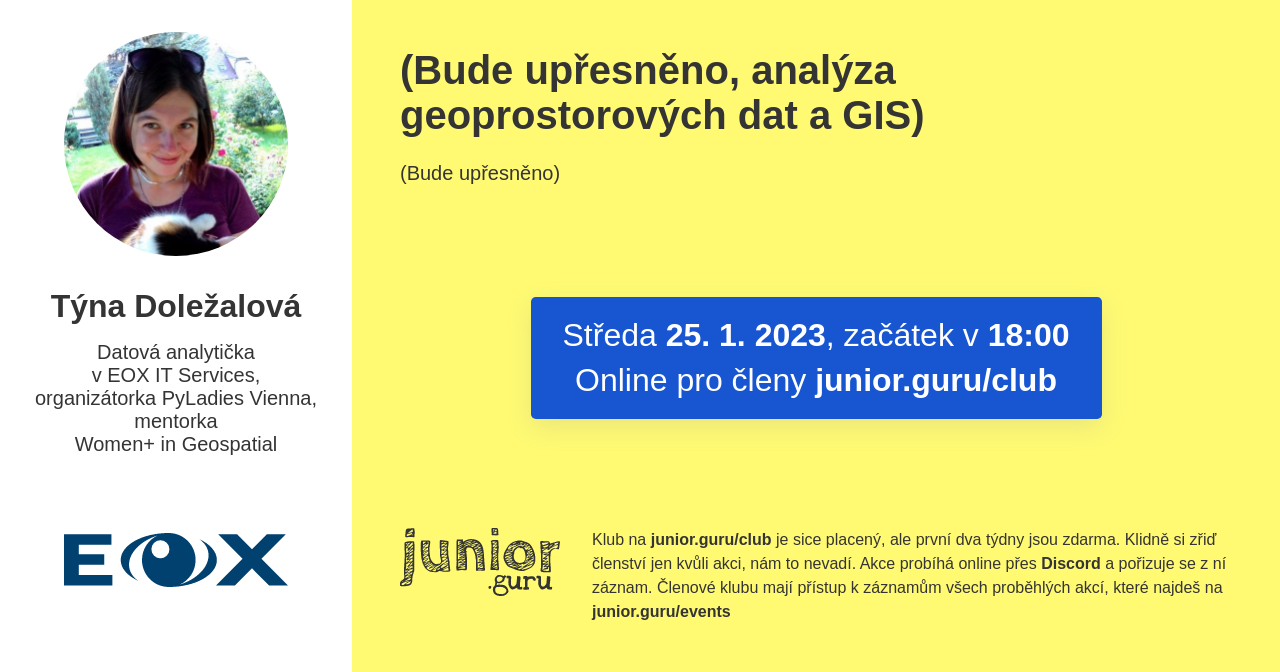 (Bude upřesněno, analýza
geoprostorových dat a GIS)
(Bude upřesněno)
Týna Doležalová
Datová analytička
v EOX IT Services,
organizátorka PyLadies Vienna,
mentorka
Women+ in Geospatial
EOX
Středa 25. 1. 2023, začátek v 18:00
Online pro členy junior.guru/club
junior
.guru
Klub na junior.guru/club je sice placený, ale první dva týdny jsou zdarma. Klidně si zřiď
členství jen kvůli akci, nám to nevadí. Akce probíhá online přes Discord a pořizuje se z ní
záznam. Členové klubu mají přístup k záznamům všech proběhlých akcí, které najdeš na
junior.guru/events